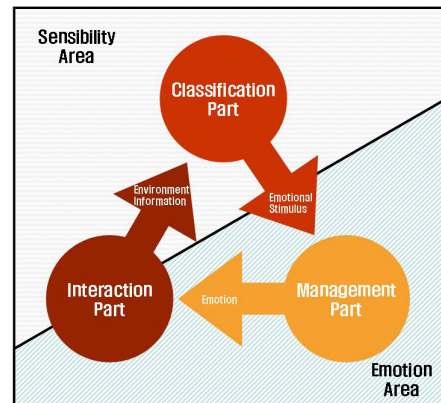 Sensibility
Area
Classification
Part
Environment
Information
Emotional
Stimulus
Interaction
Part
Emotion
Management
Part
Emotion
Area